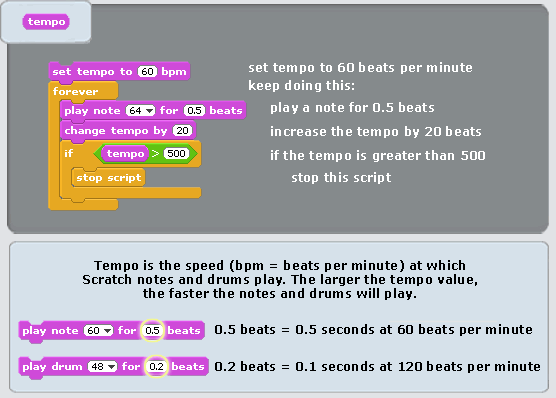 tempo
set tempo to 60 bpm
forever
play note 64 for 0.5 beats
change tempo by 20
if tempo > 500
stop script
set tempo to 60 beats per minute
keep doing this:
play a note for 0.5 beats
increase the tempo by 20 beats
if the tempo is greater than 500
stop this script
Tempo is the speed (bpm = beats per minute) at which
Scratch notes and drums play. The larger the tempo value,
the faster the notes and drums will play.
play note 60 for 0.5 beats 0.5 beats = 0.5 seconds at 60 beats per minute
play drum 48 for 0.2 beats 0.2 beats = 0.1 seconds at 120 beats per minute